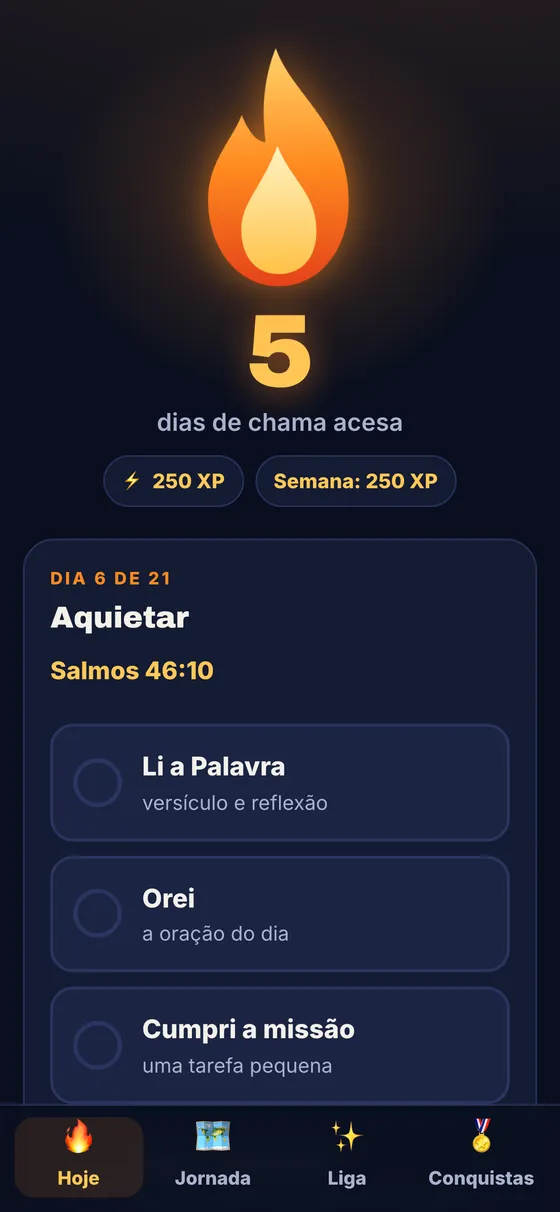 5
dias de chama acesa
⚡ 250 XP
Semana: 250 XP
DIA 6 DE 21
Aquietar
Salmos 46:10
Li a Palavra
versículo e reflexão
Orei
a oração do dia
Cumpri a missão
uma tarefa pequena
Hoje
Jornada
Liga
Conquistas